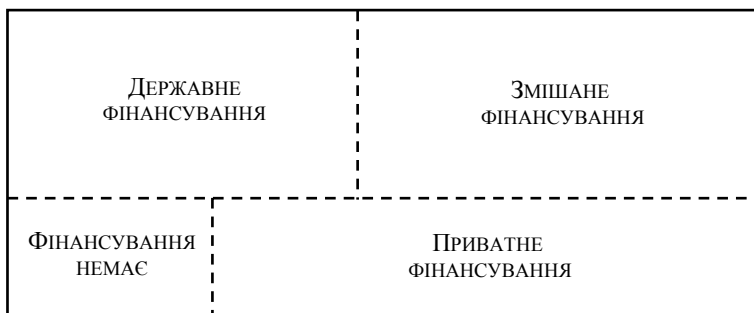 ДЕРЖАВНЕ
ФІНАНСУВАННЯ
ЗМІШАНЕ
ФІНАНСУВАННЯ
ФІНАНСУВАННЯ
НЕМАЄ
ПРИВАТНЕ
ФІНАНСУВАННЯ